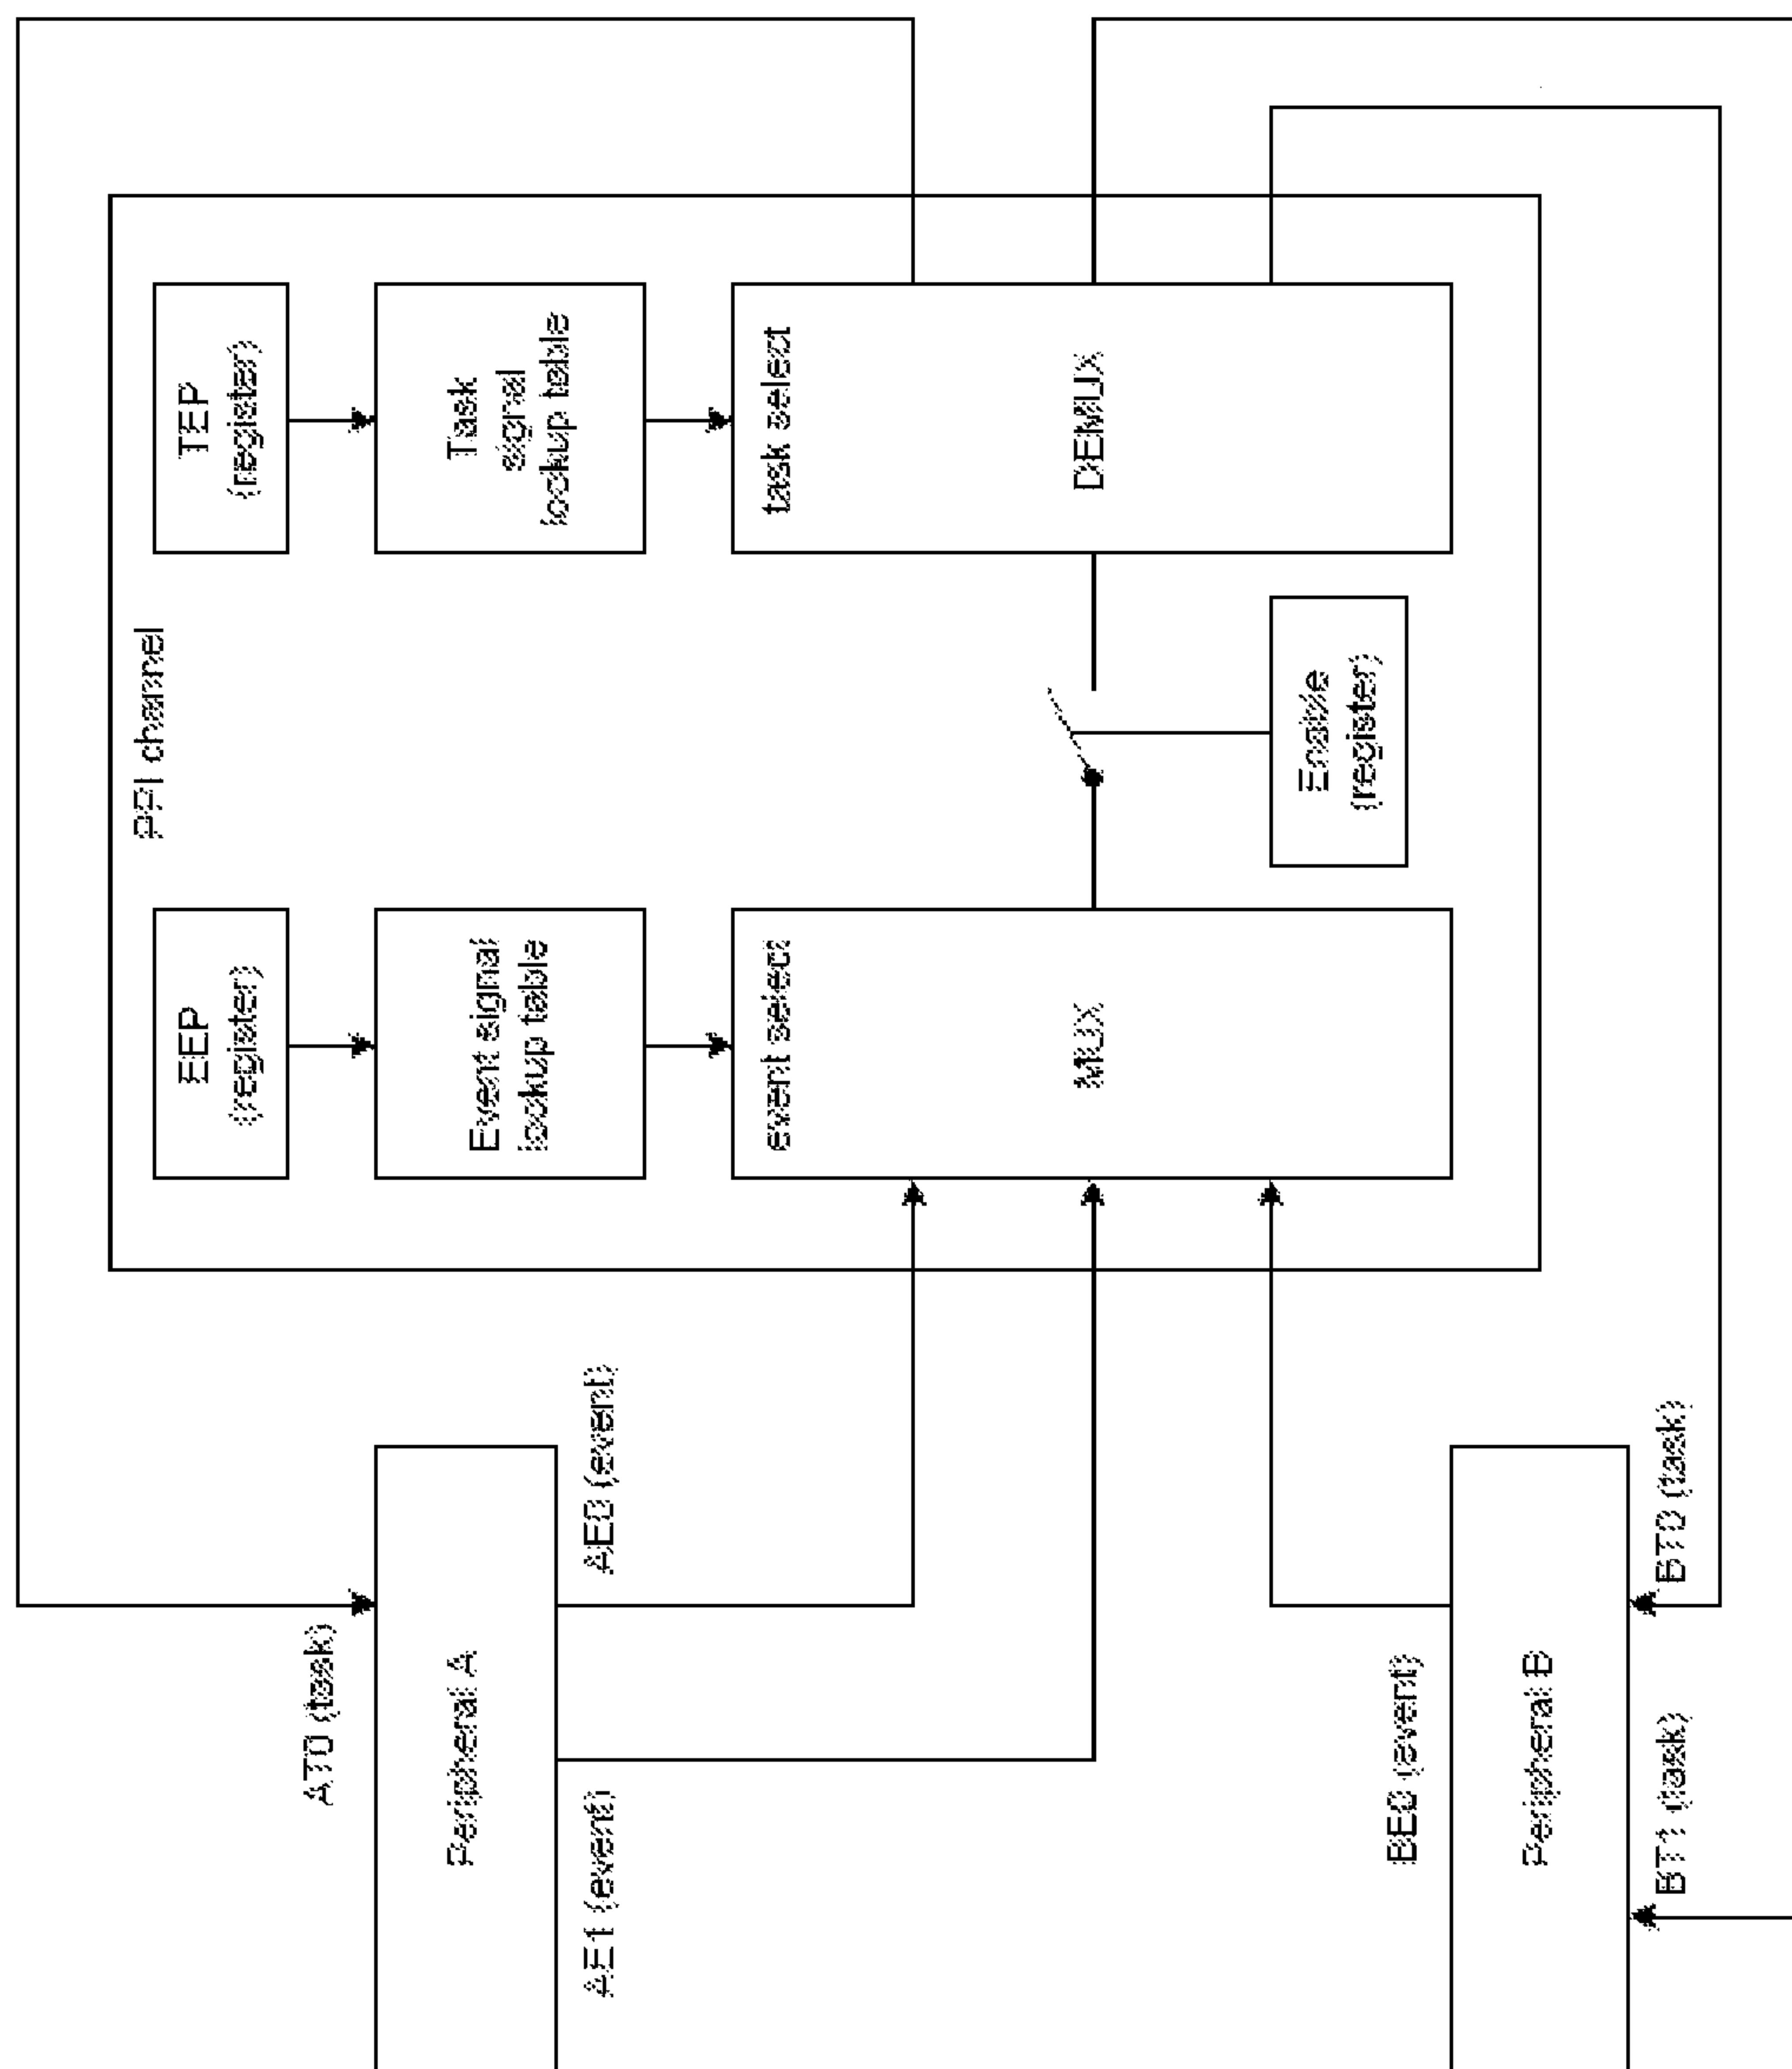 PPI channel
EEP
(register)
TEP
(register)
Event signal
lookup table
Task
signal
lookup table
event select
MUX
task select
DEMUX
Enable
(register)
AT0 (task)
Peripheral A
AE1 (event)
AE0 (event)
BE0 (event)
Peripheral B
BT1 (task)
BT0 (task)